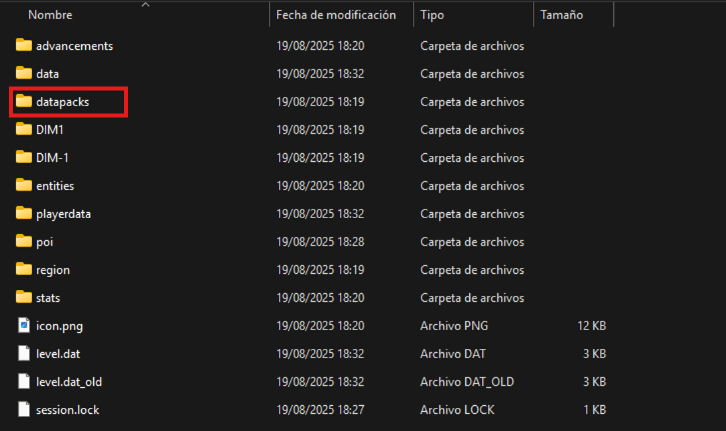 Nombre Fecha de modificación Tipo Tamaño
advancements 19/08/2025 18:20 Carpeta de archivos
data 19/08/2025 18:32 Carpeta de archivos
datapacks 19/08/2025 18:19 Carpeta de archivos
DIM1 19/08/2025 18:19 Carpeta de archivos
DIM-1 19/08/2025 18:19 Carpeta de archivos
entities 19/08/2025 18:20 Carpeta de archivos
playerdata 19/08/2025 18:32 Carpeta de archivos
poi 19/08/2025 18:28 Carpeta de archivos
region 19/08/2025 18:19 Carpeta de archivos
stats 19/08/2025 18:20 Carpeta de archivos
icon.png 19/08/2025 18:20 Archivo PNG 12 KB
level.dat 19/08/2025 18:32 Archivo DAT 3 KB
level.dat_old 19/08/2025 18:32 Archivo DAT_OLD 3 KB
session.lock 19/08/2025 18:27 Archivo LOCK 1 KB